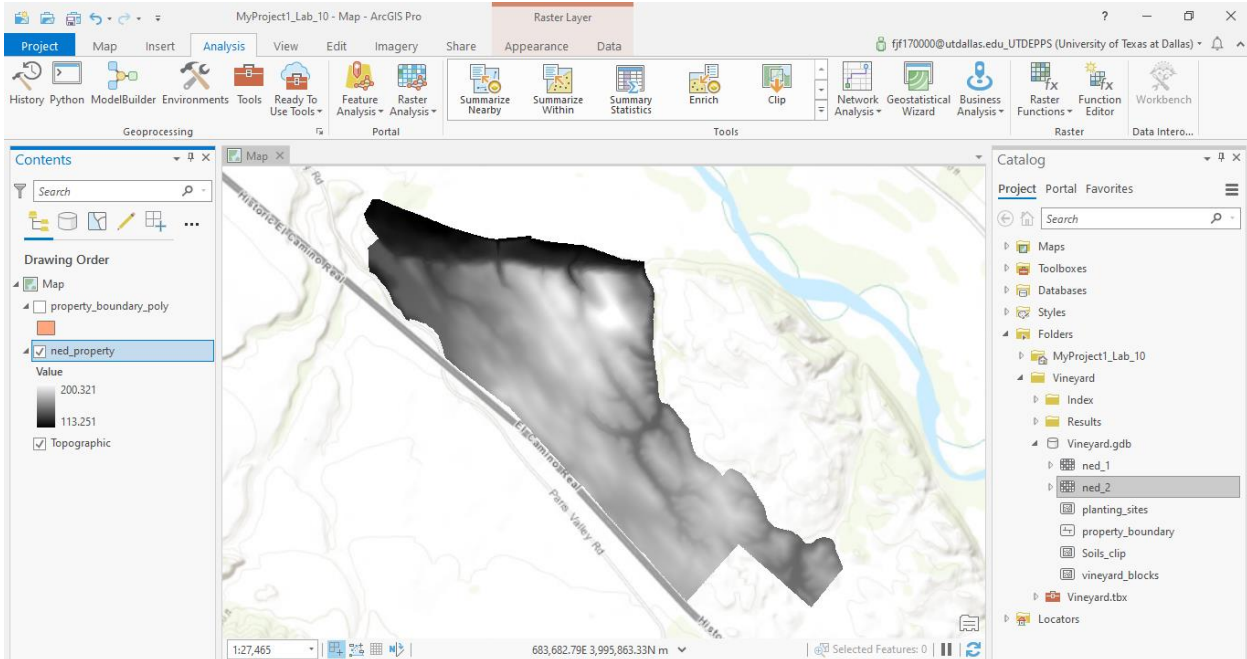 MyProject1_Lab_10 - Map - ArcGIS Pro
Raster Layer
?
Project Map Insert Analysis View Edit Imagery Share Appearance Data
fjf170000@utdallas.edu_UTDEPPS (University of Texas at Dallas)
History Python ModelBuilder Environments Tools Ready To Use Tools
Feature Analysis Raster Analysis
Summarize Nearby Summarize Within Summary Statistics Enrich Clip
Network Analysis Geostatistical Wizard Business Analysis
Raster Functions Function Editor Workbench
Geoprocessing Portal Tools Raster Data Intero...
Contents
Search
Drawing Order
Map
property_boundary_poly
ned_property
Value
200.321
113.251
Topographic
Map
Rd
Historic El Camino Real
El Camino Real
Paris Valley Rd
Histo
1:27,465
683,682.79E 3,995,863.33N m
Selected Features: 0
Catalog
Project Portal Favorites
Search
Maps
Toolboxes
Databases
Styles
Folders
MyProject1_Lab_10
Vineyard
Index
Results
Vineyard.gdb
ned_1
ned_2
planting_sites
property_boundary
Soils_clip
vineyard_blocks
Vineyard.tbx
Locators